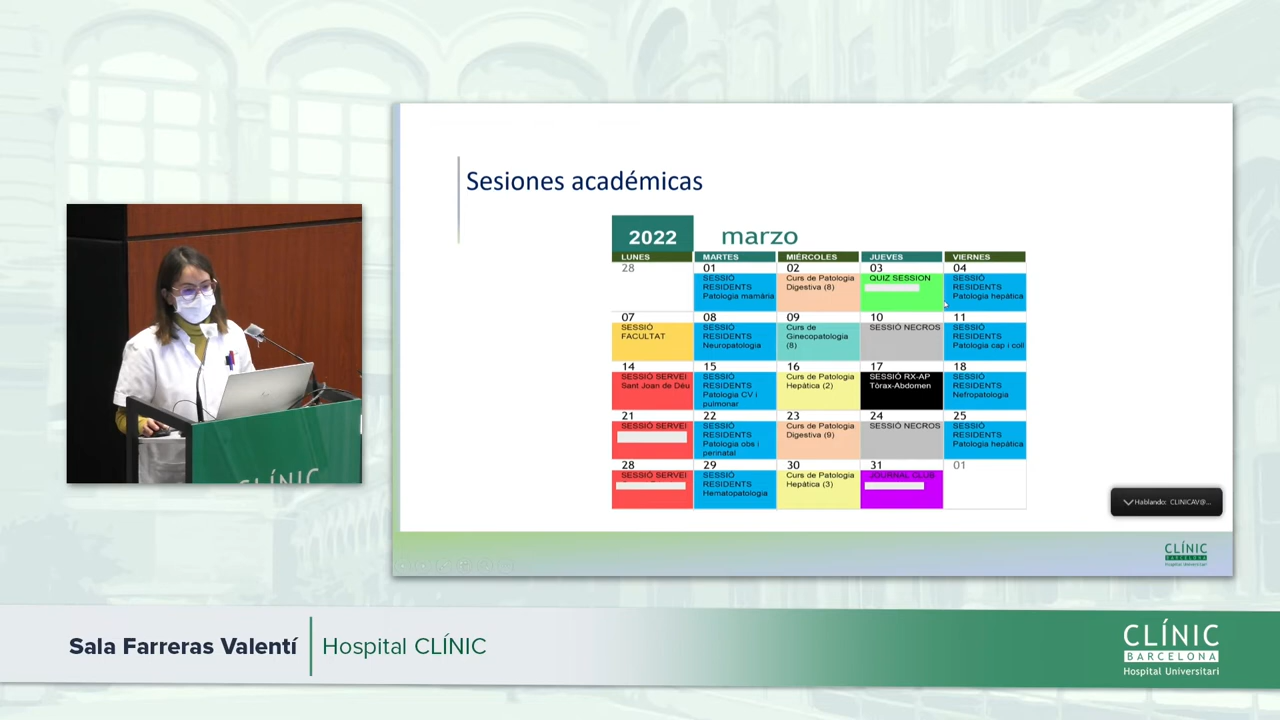 Sesiones académicas
2022
marzo
LUNES
MARTES
MIÉRCOLES
JUEVES
VIERNES
28
01
SESSIÓ
RESIDENTS
Patologia mamària
02
Curs de Patologia
Digestiva (8)
03
QUIZ SESSION
04
SESSIÓ
RESIDENTS
Patologia hepàtica
07
SESSIÓ
FACULTAT
08
SESSIÓ
RESIDENTS
Neuropatologia
09
Curs de
Ginecopatologia
(8)
10
SESSIÓ NECROS
11
SESSIÓ
RESIDENTS
Patologia cap i coll
14
SESSIÓ SERVEI
Sant Joan de Déu
15
SESSIÓ
RESIDENTS
Patologia CV i
pulmonar
16
Curs de Patologia
Hepàtica (2)
17
SESSIÓ RX-AP
Tòrax-Abdomen
18
SESSIÓ
RESIDENTS
Nefropatologia
21
SESSIÓ SERVEI
22
SESSIÓ
RESIDENTS
Patologia obs i
perinatal
23
Curs de Patologia
Digestiva (9)
24
SESSIÓ NECROS
25
SESSIÓ
RESIDENTS
Patologia hepàtica
28
SESSIÓ SERVEI
29
SESSIÓ
RESIDENTS
Hematopatologia
30
Curs de Patologia
Hepàtica (3)
31
JOURNAL CLUB
01
Hablando: CLINICAV@...
CLÍNIC
BARCELONA
Hospital Universitari
CLÍNIC
Sala Farreras Valentí
Hospital CLÍNIC
CLÍNIC
BARCELONA
Hospital Universitari